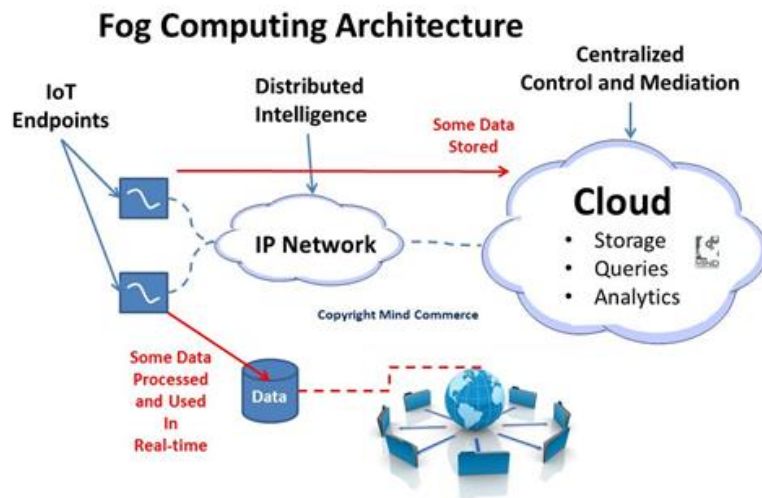 Fog Computing Architecture
IoT
Endpoints
Distributed
Intelligence
Centralized
Control and Mediation
Some Data
Stored
IP Network
Cloud
• Storage
• Queries
• Analytics
Copyright Mind Commerce
Some Data
Processed
and Used
In
Real-time
Data